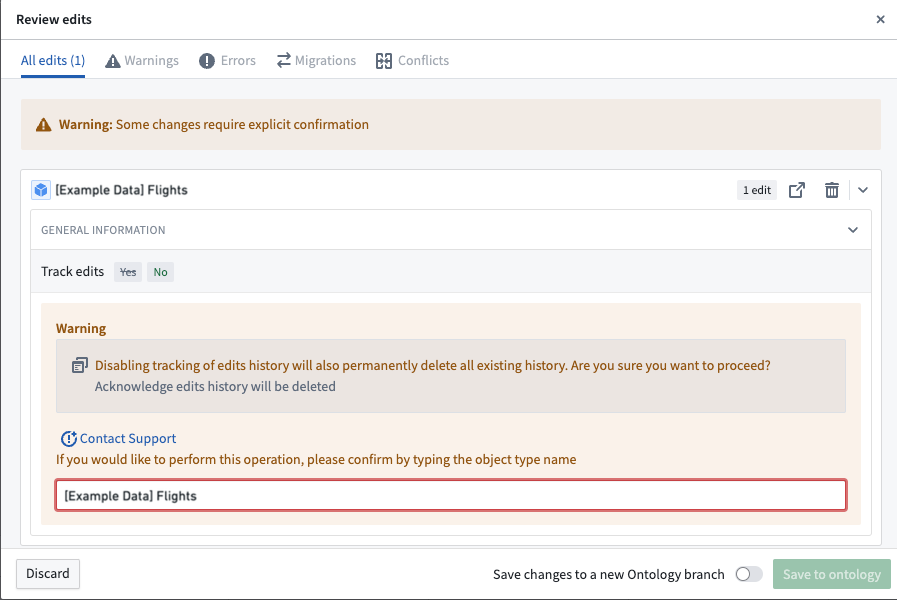 Review edits
All edits (1) Warnings Errors Migrations Conflicts
Warning: Some changes require explicit confirmation
[Example Data] Flights 1 edit
GENERAL INFORMATION
Track edits Yes No
Warning
Disabling tracking of edits history will also permanently delete all existing history. Are you sure you want to proceed?
Acknowledge edits history will be deleted
Contact Support
If you would like to perform this operation, please confirm by typing the object type name
[Example Data] Flights
Discard Save changes to a new Ontology branch Save to ontology